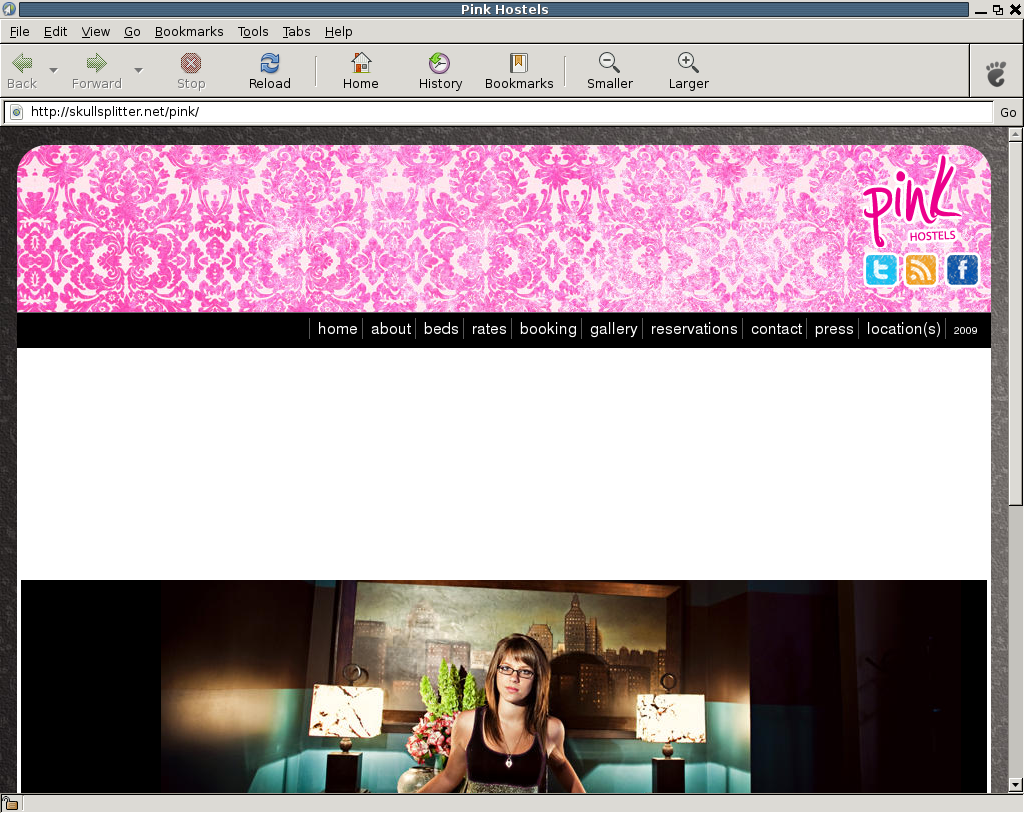 Pink Hostels
File Edit View Go Bookmarks Tools Tabs Help
Back Forward Stop Reload Home History Bookmarks Smaller Larger
http://skullsplitter.net/pink/ Go
pink
HOSTELS
home about beds rates booking gallery reservations contact press location(s) 2009